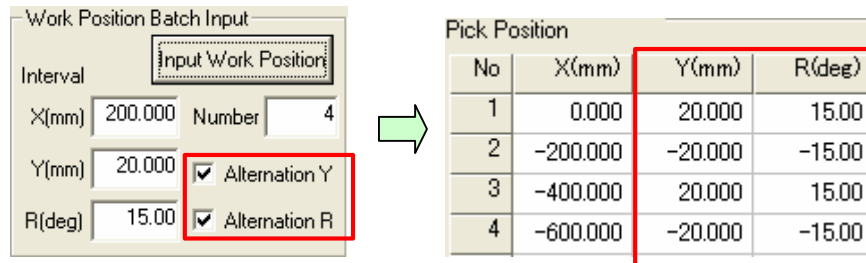 Work Position Batch Input
Input Work Position
Interval
X(mm) 200.000 Number 4
Y(mm) 20.000 Alternation Y
R(deg) 15.00 Alternation R
Pick Position
No X(mm) Y(mm) R(deg)
1 0.000 20.000 15.00
2 -200.000 -20.000 -15.00
3 -400.000 20.000 15.00
4 -600.000 -20.000 -15.00